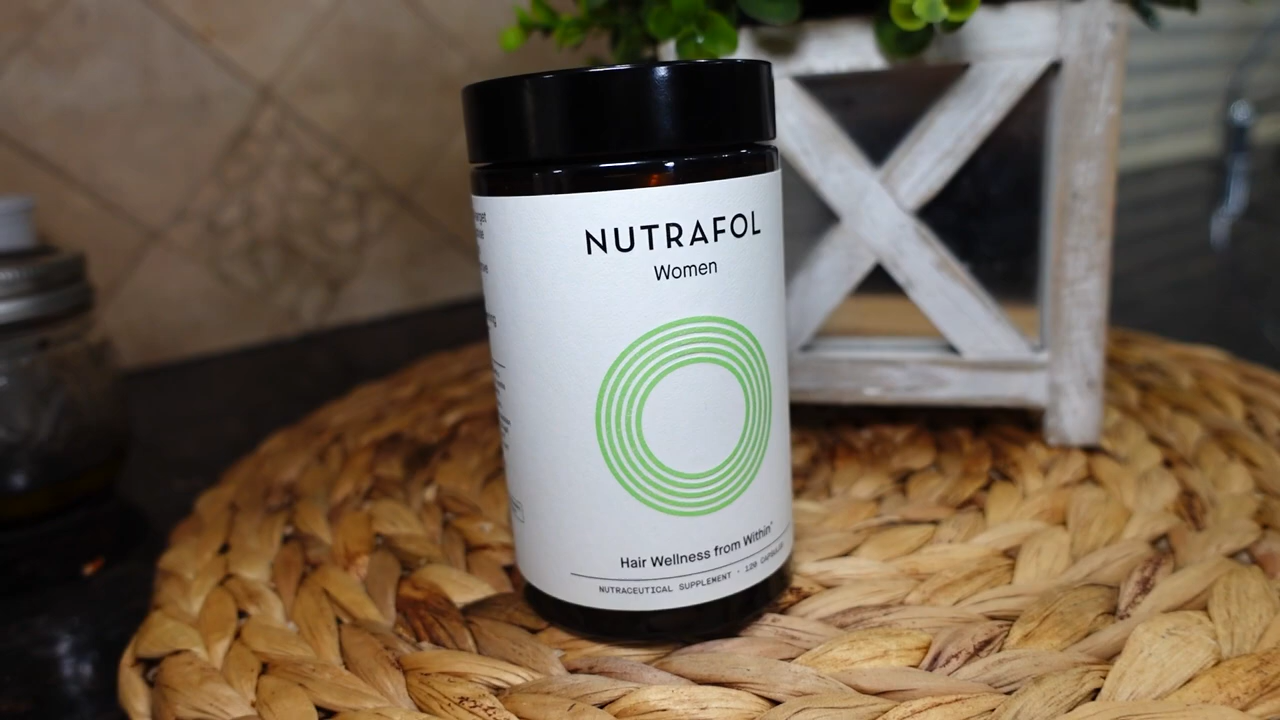 NUTRAFOL
Women
Hair Wellness from Within*
NUTRACEUTICAL SUPPLEMENT • 120 CAPSULES